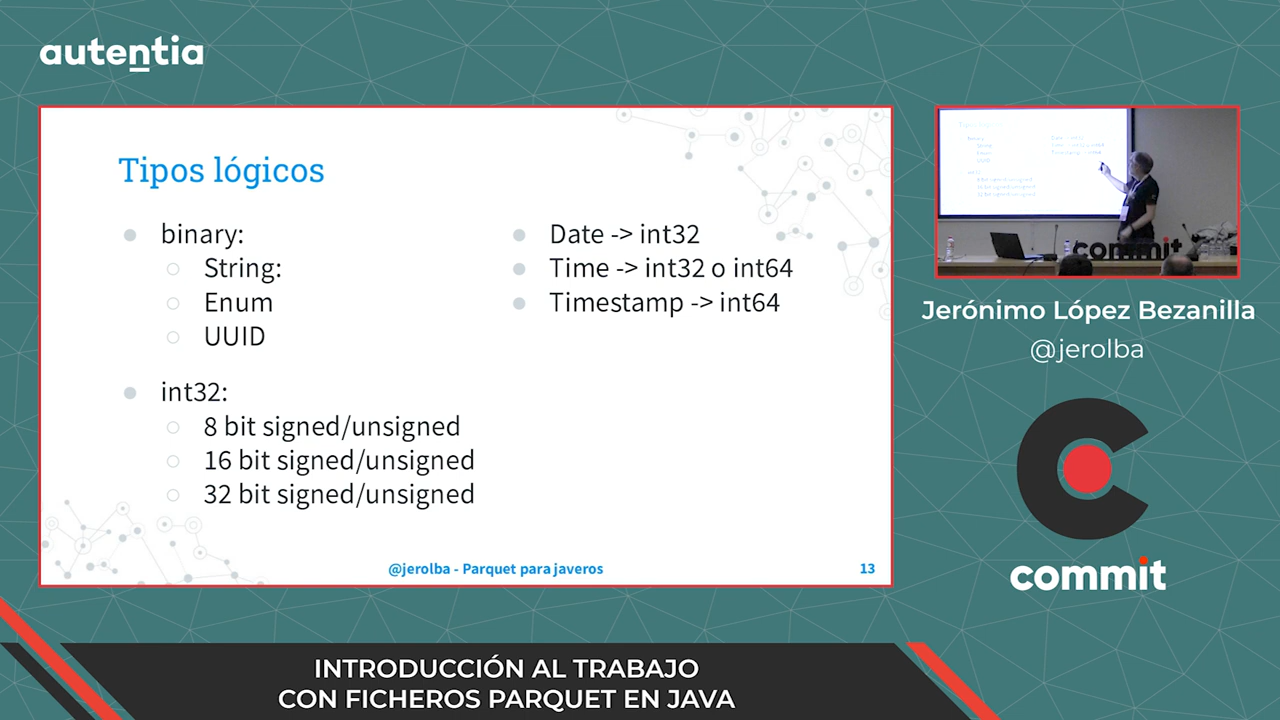 autentia
Tipos lógicos
binary:
String:
Enum
UUID
int32:
8 bit signed/unsigned
16 bit signed/unsigned
32 bit signed/unsigned
Date -> int32
Time -> int32 o int64
Timestamp -> int64
@jerolba - Parquet para javeros
13
commit
Jerónimo López Bezanilla
@jerolba
commit
INTRODUCCIÓN AL TRABAJO
CON FICHEROS PARQUET EN JAVA